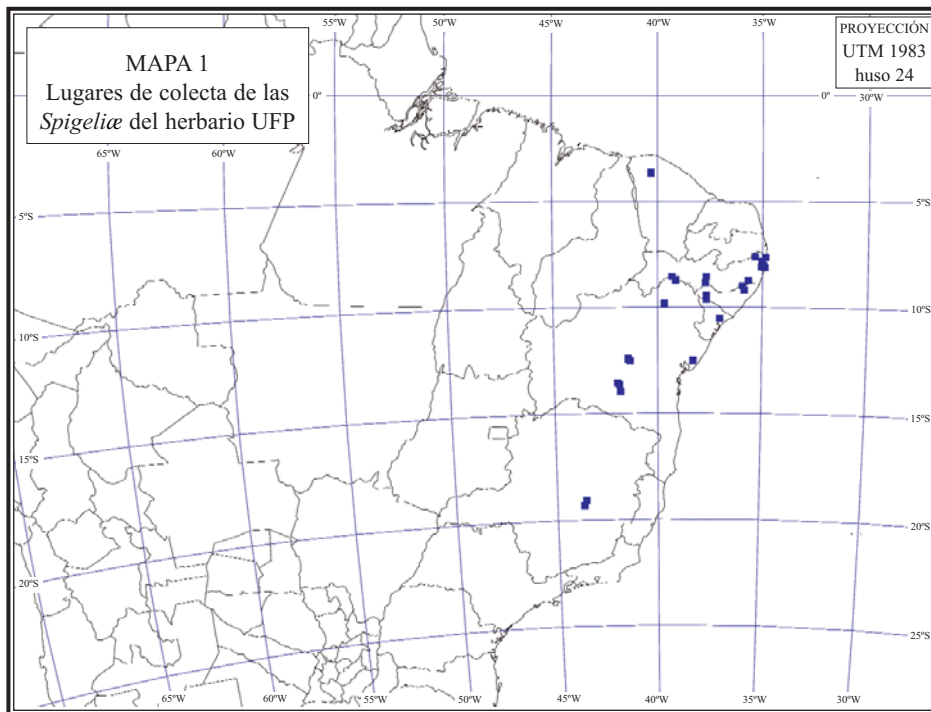 55ºW
50ºW
45ºW
40ºW
35ºW
MAPA 1
Lugares de colecta de las
Spigeliæ del herbario UFP
PROYECCIÓN
UTM 1983
huso 24
0º
0º
30ºW
65ºW
60ºW
5ºS
5ºS
10ºS
10ºS
15ºS
15ºS
20ºS
20ºS
25ºS
65ºW
60ºW
55ºW
50ºW
45ºW
40ºW
35ºW
30ºW